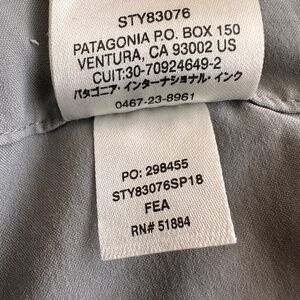 STY83076
PATAGONIA P.O. BOX 150
VENTURA, CA 93002 US
CUIT:30-70924649-2
パタゴニア・インターナショナル・インク
0467-23-8961
PO: 298455
STY83076SP18
FEA
RN# 51884